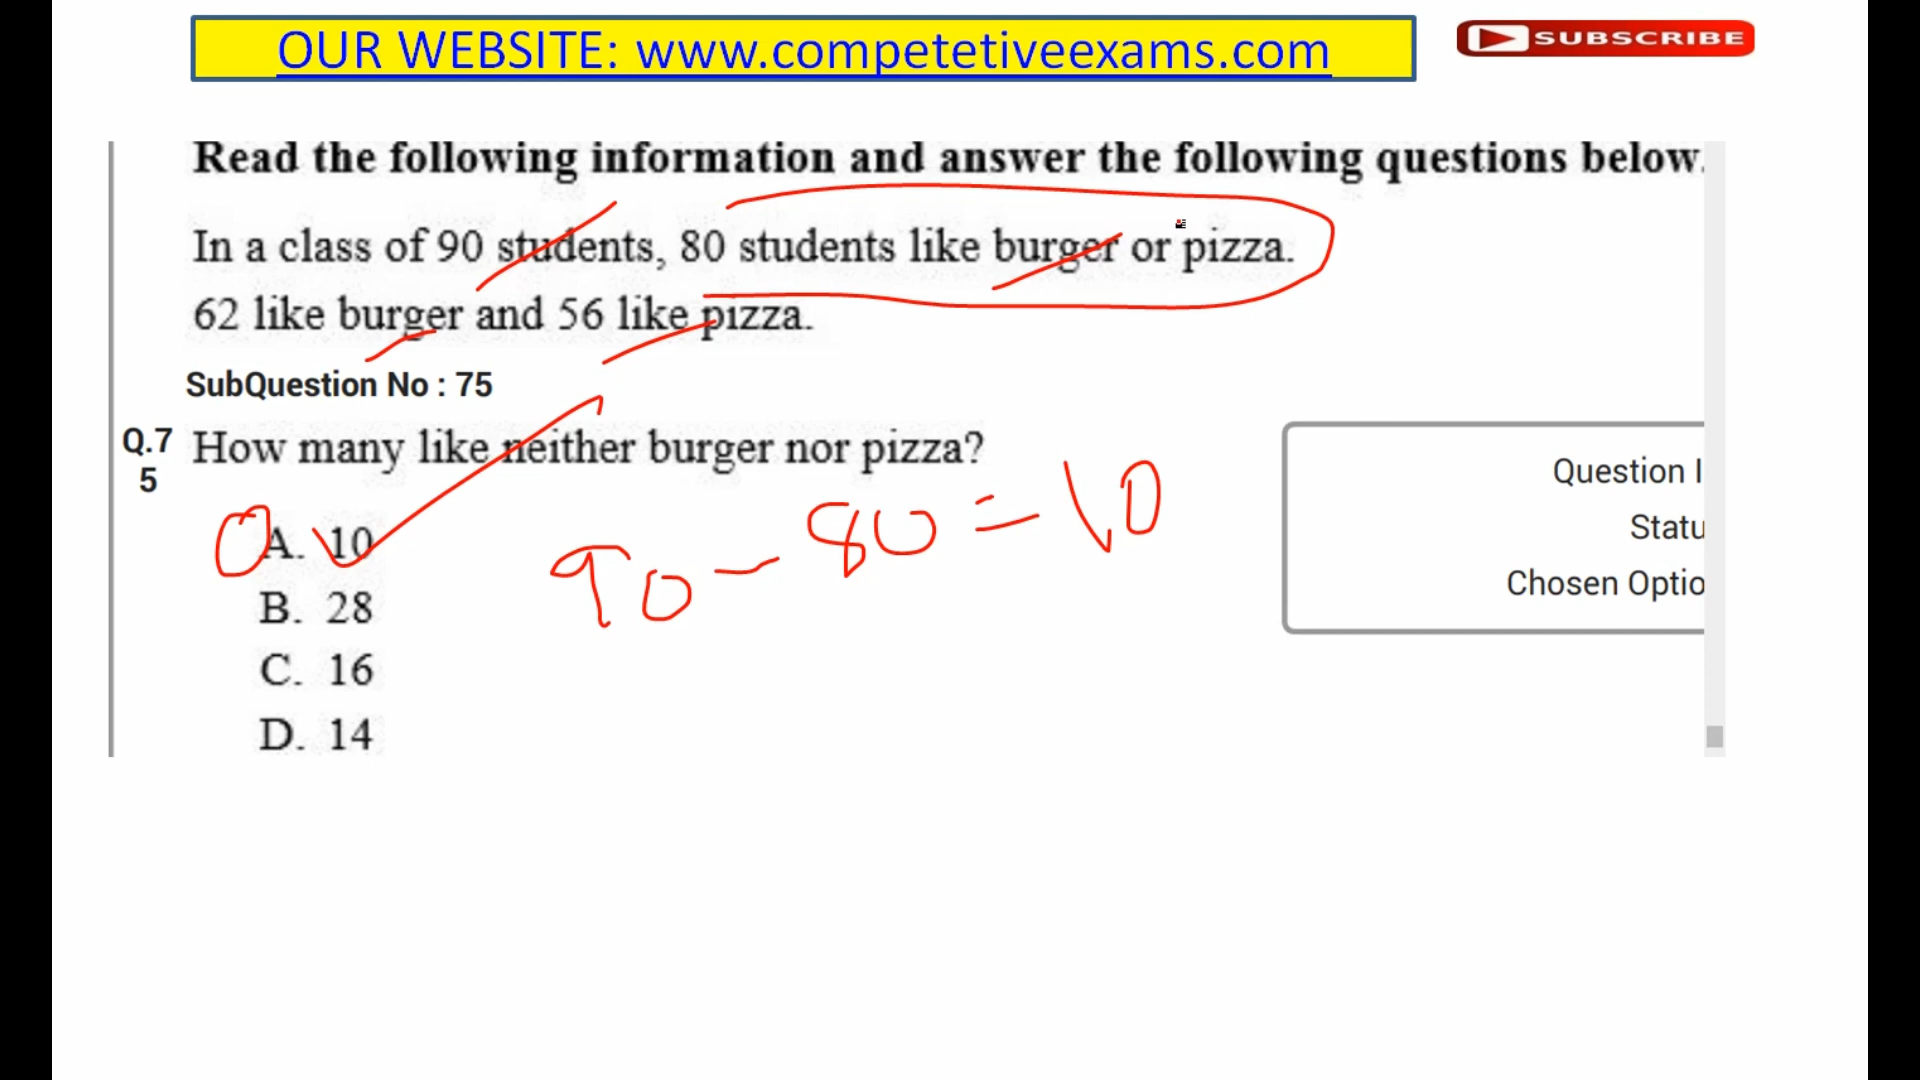 OUR WEBSITE: www.competetiveexams.com
SUBSCRIBE
Read the following information and answer the following questions below.
In a class of 90 students, 80 students like burger or pizza.
62 like burger and 56 like pizza.
SubQuestion No : 75
Q.7
5
How many like neither burger nor pizza?
A. 10
B. 28
C. 16
D. 14
90 - 80 = 10
Question I
Statu
Chosen Optio